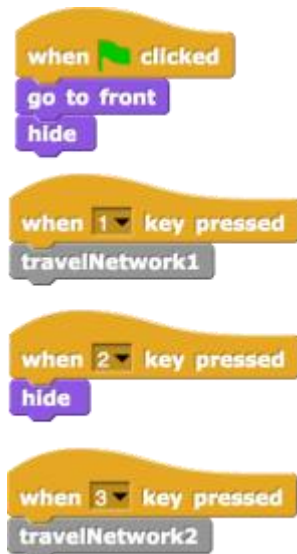 when clicked
go to front
hide
when 1 key pressed
travelNetwork1
when 2 key pressed
hide
when 3 key pressed
travelNetwork2